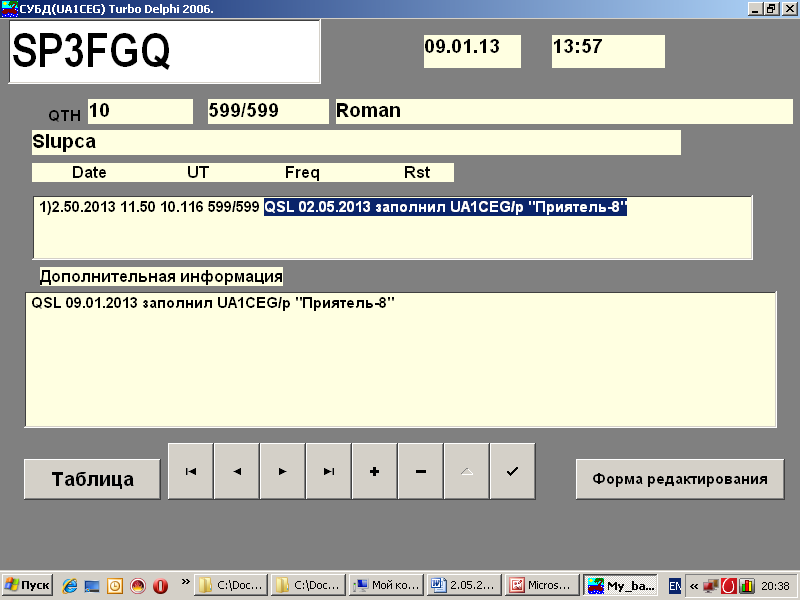 СУБД(UA1CEG) Turbo Delphi 2006.
SP3FGQ
09.01.13 13:57
QTH 10 599/599 Roman
Slupca
Date UT Freq Rst
1)2.50.2013 11.50 10.116 599/599 QSL 02.05.2013 заполнил UA1CEG/p "Приятель-8"
Дополнительная информация
QSL 09.01.2013 заполнил UA1CEG/p "Приятель-8"
Таблица Форма редактирования
Пуск » C:\Doc... C:\Doc... Мой ко... 2.05.2... Micros... My_ba... EN « 20:38